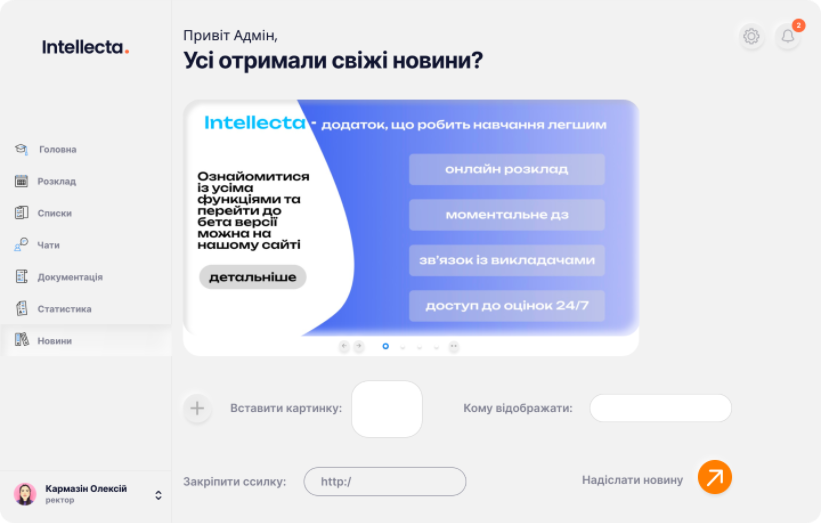 Intellecta.
Привіт Адмін,
Усі отримали свіжі новини?
2
Головна
Розклад
Списки
Чати
Документація
Статистика
Новини
Кармазін Олексій
ректор
Intellecta - додаток, що робить навчання легшим
Ознайомитися
із усіма
функціями та
перейти до
бета версії
можна на
нашому сайті
детальніше
онлайн розклад
моментальне дз
зв'язок із викладачами
доступ до оцінок 24/7
Вставити картинку:
Кому відображати:
Закріпити ссилку:
http:/
Надіслати новину